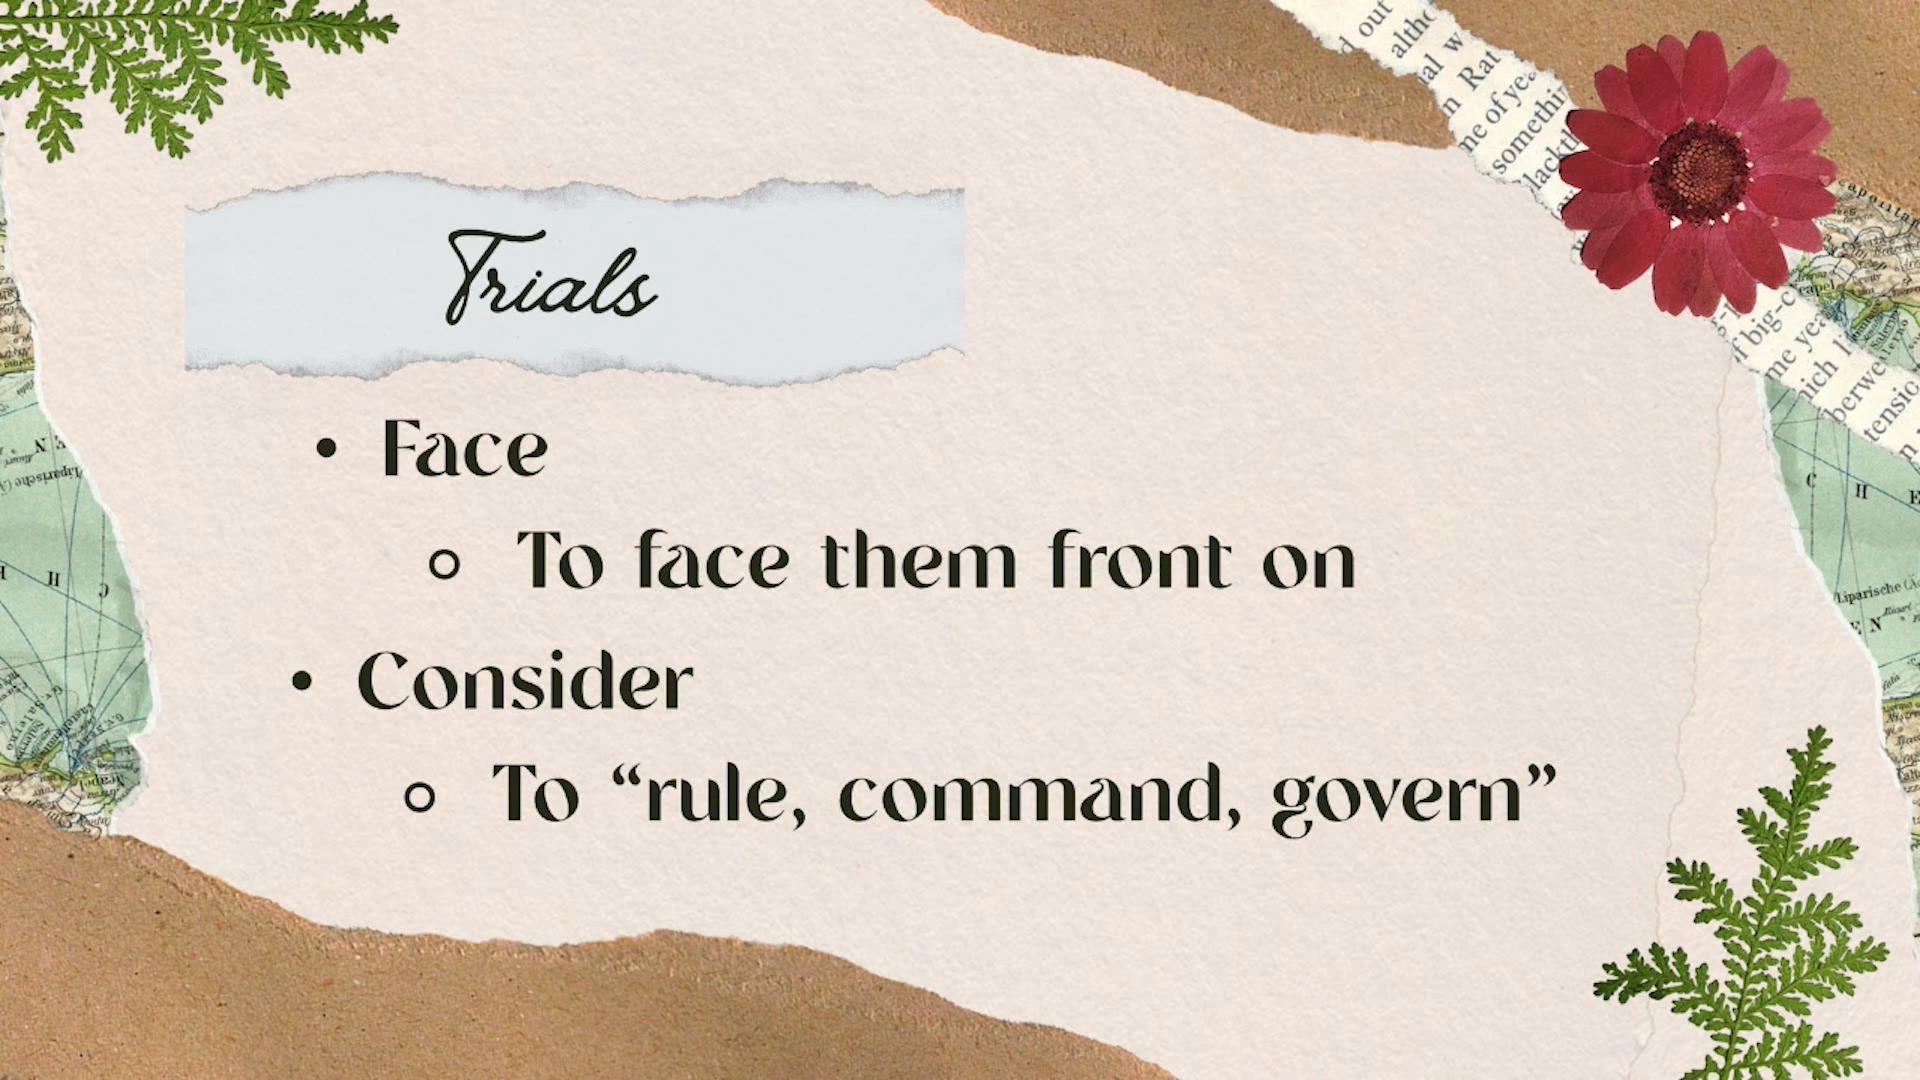 Trials
• Face
○ To face them front on
• Consider
○ To “rule, command, govern”